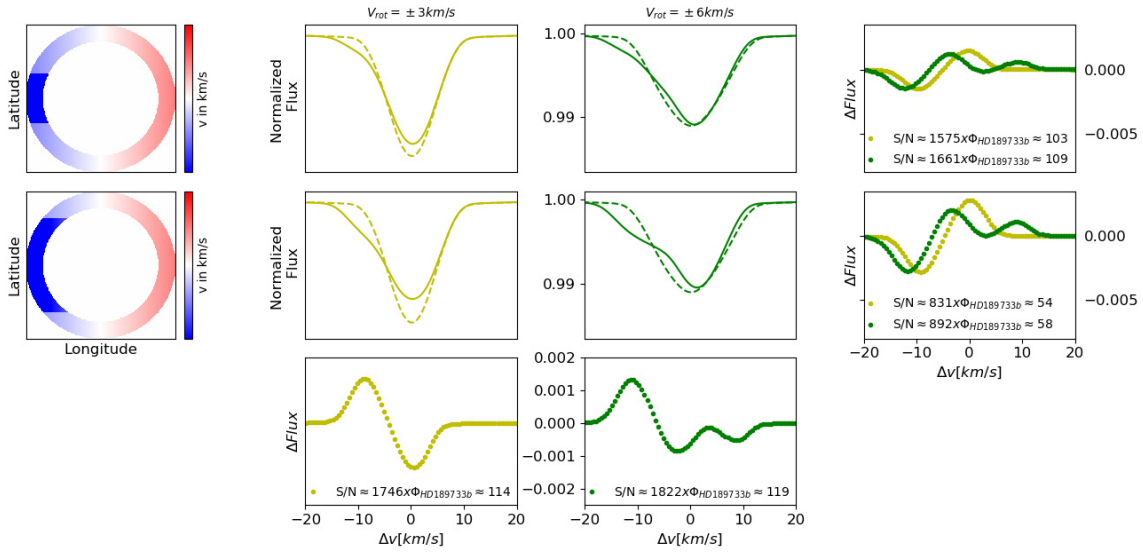 V_rot = ±3km/s
V_rot = ±6km/s
Latitude
v in km/s
Normalized
Flux
1.00
0.99
ΔFlux
0.000
−0.005
S/N ≈ 1575xΦ_HD189733b ≈ 103
S/N ≈ 1661xΦ_HD189733b ≈ 109
Latitude
v in km/s
Longitude
Normalized
Flux
1.00
0.99
ΔFlux
0.000
−0.005
S/N ≈ 831xΦ_HD189733b ≈ 54
S/N ≈ 892xΦ_HD189733b ≈ 58
−20 −10 0 10 20
Δv[km/s]
ΔFlux
0.002
0.001
0.000
−0.001
−0.002
S/N ≈ 1746xΦ_HD189733b ≈ 114
S/N ≈ 1822xΦ_HD189733b ≈ 119
−20 −10 0 10 20
−20 −10 0 10 20
Δv[km/s]
Δv[km/s]